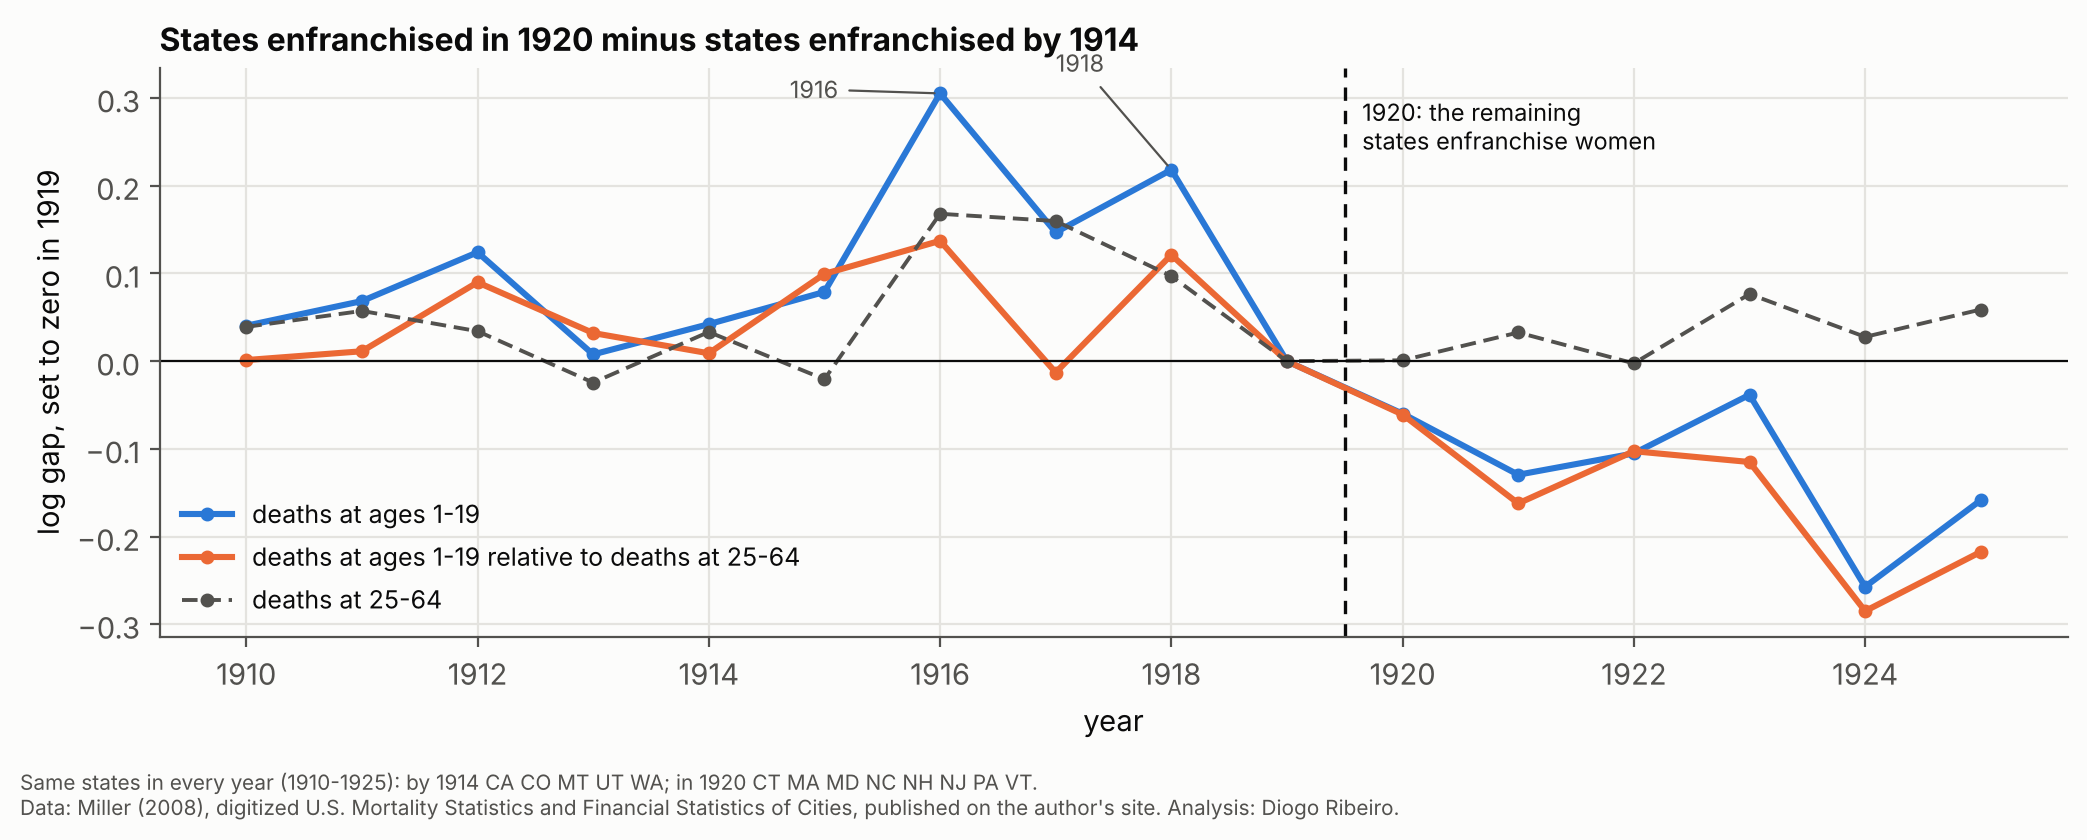 States enfranchised in 1920 minus states enfranchised by 1914
1918
1916
1920: the remaining
states enfranchise women
log gap, set to zero in 1919
0.3
0.2
0.1
0.0
−0.1
−0.2
−0.3
deaths at ages 1-19
deaths at ages 1-19 relative to deaths at 25-64
deaths at 25-64
1910 1912 1914 1916 1918 1920 1922 1924
year
Same states in every year (1910-1925): by 1914 CA CO MT UT WA; in 1920 CT MA MD NC NH NJ PA VT.
Data: Miller (2008), digitized U.S. Mortality Statistics and Financial Statistics of Cities, published on the author's site. Analysis: Diogo Ribeiro.